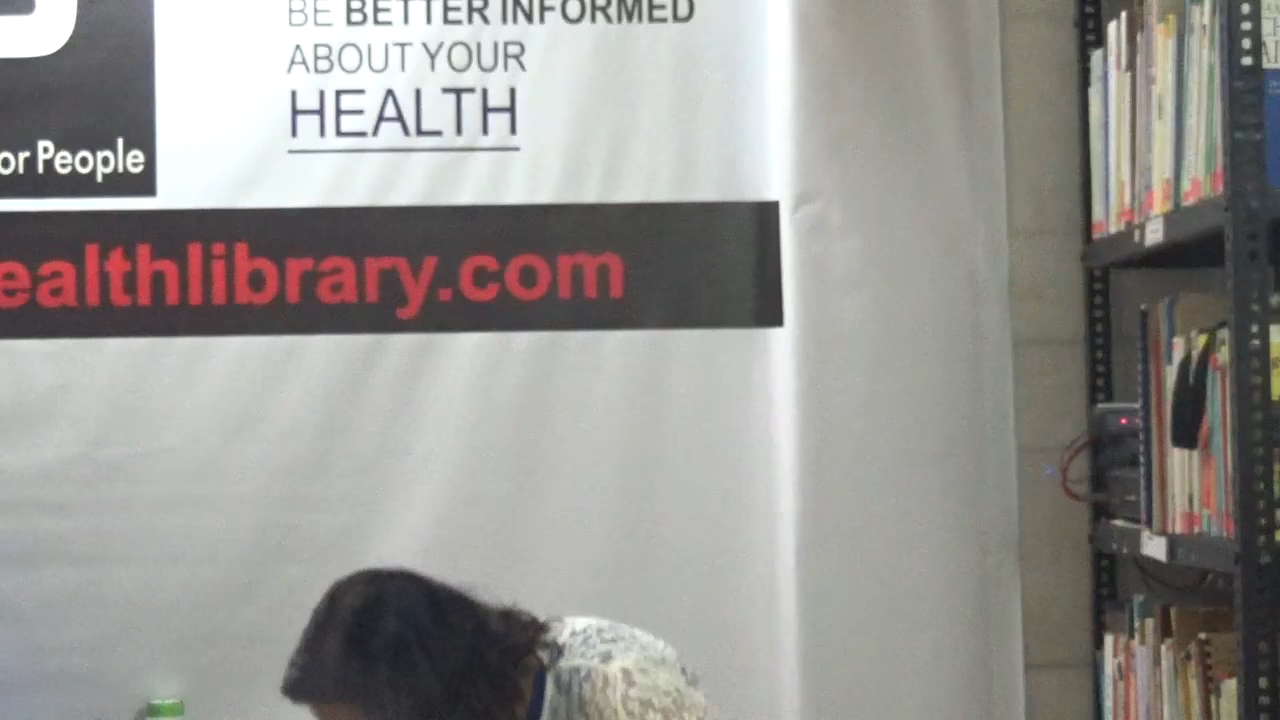 BE BETTER INFORMED
ABOUT YOUR
HEALTH
or People
ealthlibrary.com